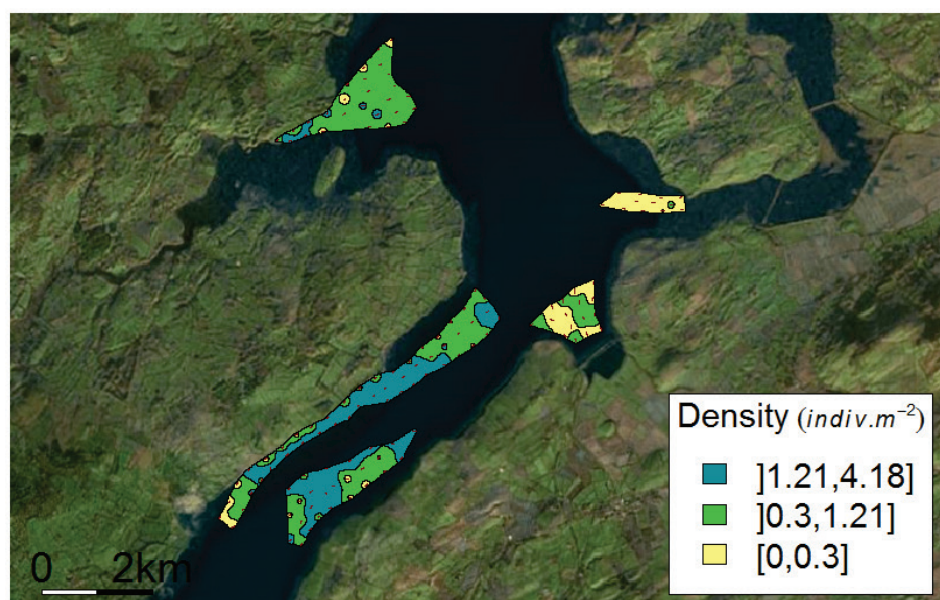 Density (indiv.m⁻²)
]1.21,4.18]
]0.3,1.21]
[0,0.3]
0 2km